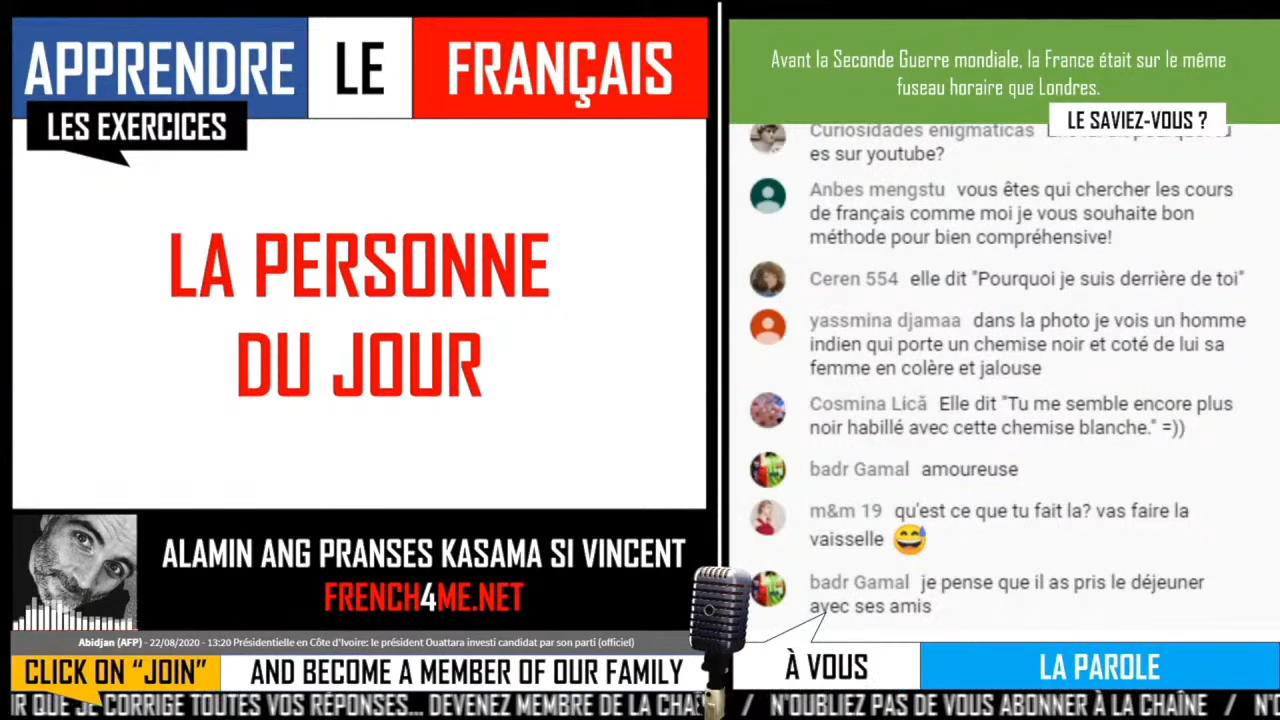 APPRENDRE LE FRANÇAIS
LES EXERCICES
LA PERSONNE
DU JOUR
ALAMIN ANG PRANSES KASAMA SI VINCENT
FRENCH4ME.NET
Abidjan (AFP) - 22/08/2020 - 13:20 Présidentielle en Côte d'Ivoire: le président Ouattara investi candidat par son parti (officiel)
CLICK ON “JOIN” AND BECOME A MEMBER OF OUR FAMILY
Avant la Seconde Guerre mondiale, la France était sur le même
fuseau horaire que Londres.
LE SAVIEZ-VOUS ?
Curiosidades enigmaticas
es sur youtube?
Anbes mengstu vous êtes qui chercher les cours
de français comme moi je vous souhaite bon
méthode pour bien compréhensive!
Ceren 554 elle dit "Pourquoi je suis derrière de toi"
yassmina djamaa dans la photo je vois un homme
indien qui porte un chemise noir et coté de lui sa
femme en colère et jalouse
Cosmina Lică Elle dit "Tu me semble encore plus
noir habillé avec cette chemise blanche." =))
badr Gamal amoureuse
m&m 19 qu'est ce que tu fait la? vas faire la
vaisselle
badr Gamal je pense que il as pris le déjeuner
avec ses amis
À VOUS LA PAROLE
QUE JE CORRIGE TOUTES VOS RÉPONSES... DEVENEZ MEMBRE DE LA / N'OUBLIEZ PAS DE VOUS ABONNER À LA CHAÎNE /